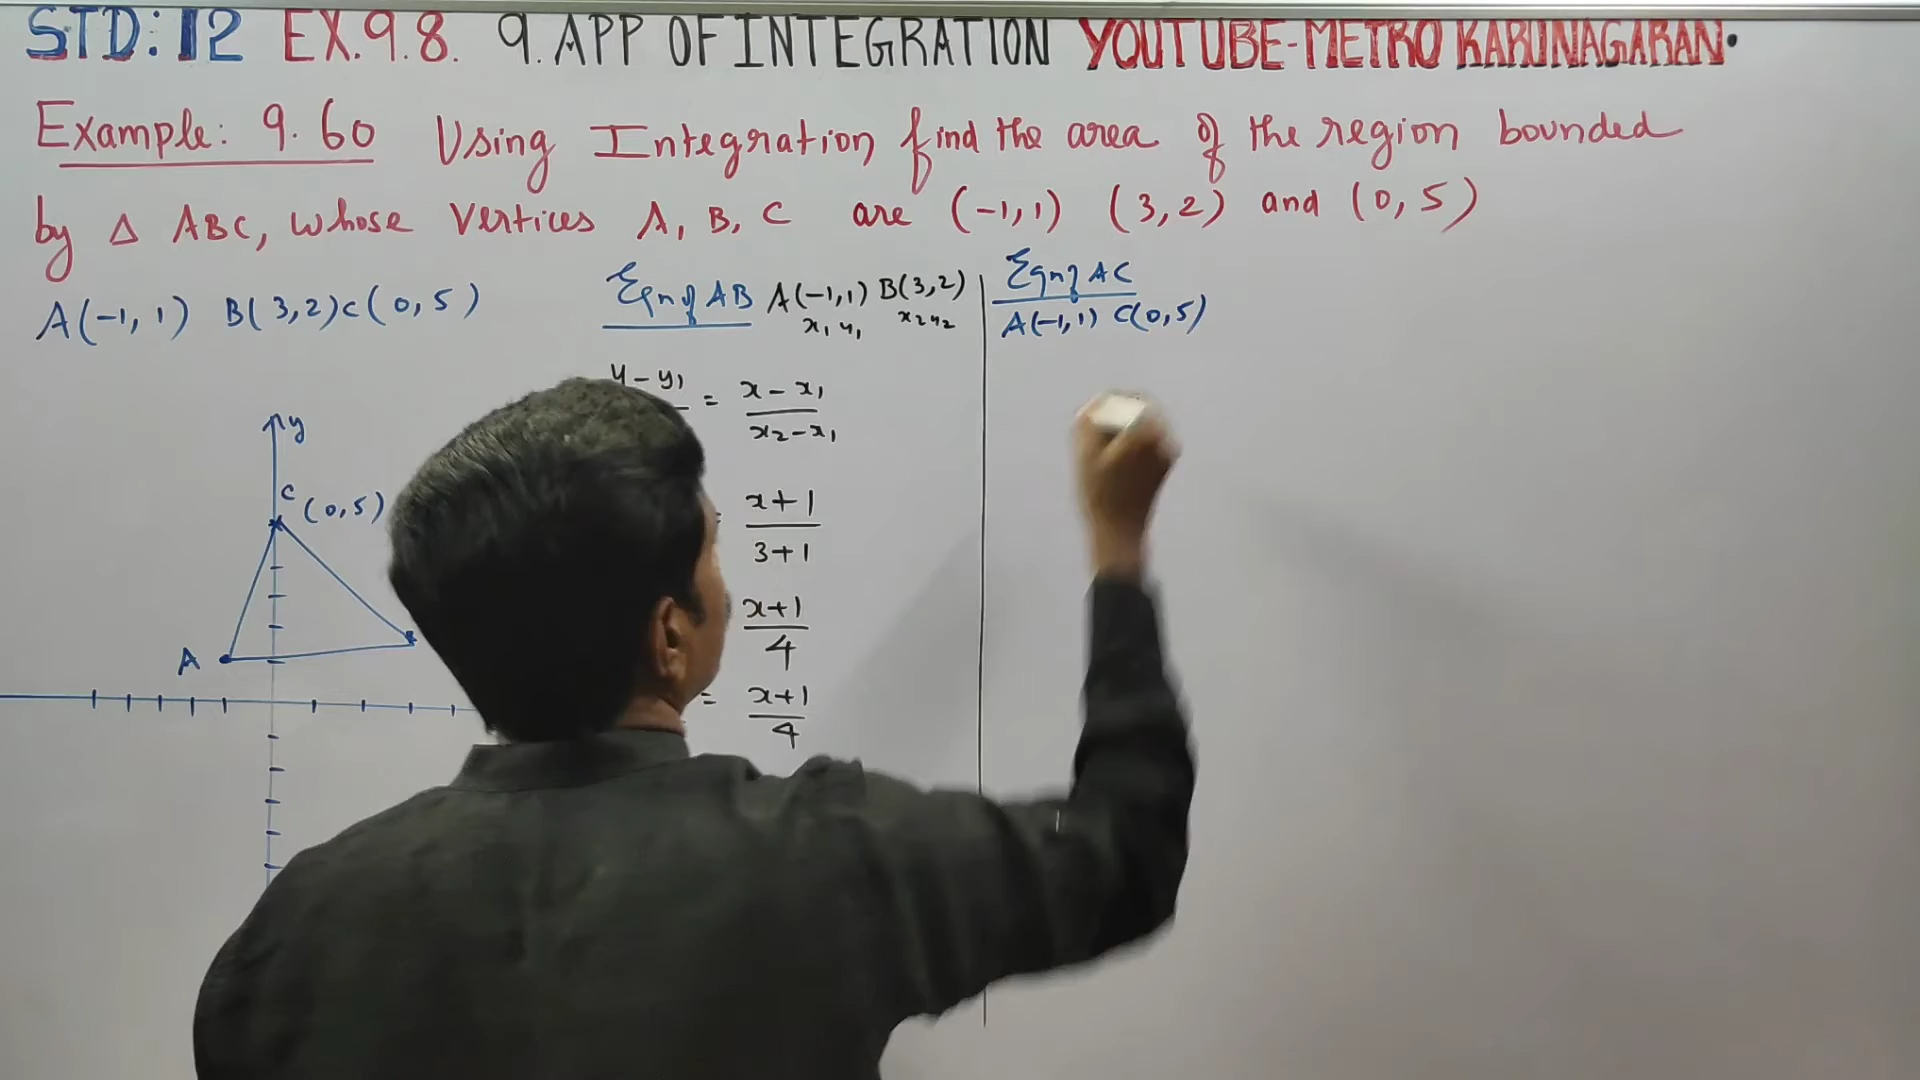 STD: 12 EX.9.8. 9. APP OF INTEGRATION YOUTUBE-METRO KARUNAGARAN.
Example: 9.60 Using Integration find the area of the region bounded
by Δ ABC, whose vertices A, B, C are (-1,1) (3,2) and (0,5)
A(-1,1) B(3,2) C(0,5)
y
C (0,5)
A
Eqn of AB A(-1,1) B(3,2)
x₁ y₁ x₂ y₂
y - y₁ = x - x₁
x₂ - x₁
= x+1
3+1
x+1
4
= x+1
4
Eqn of AC
A(-1,1) C(0,5)